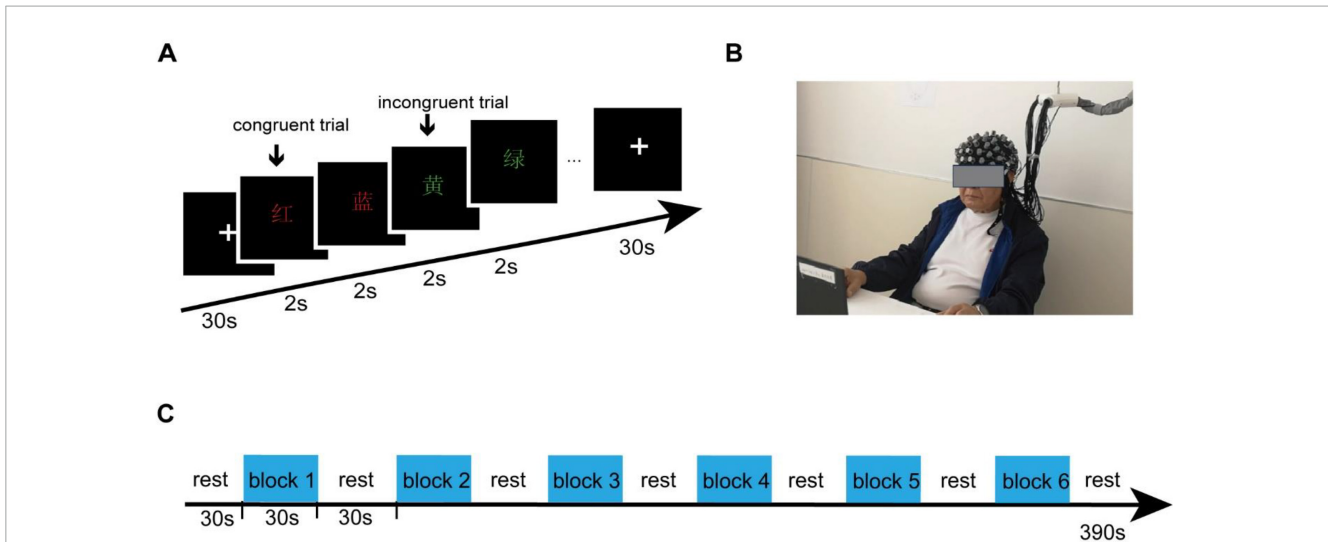 A
B
incongruent trial
congruent trial
+
红
蓝
黄
绿
...
+
30s
2s
2s
2s
2s
30s
C
rest block 1 rest block 2 rest block 3 rest block 4 rest block 5 rest block 6 rest
30s 30s 30s
390s